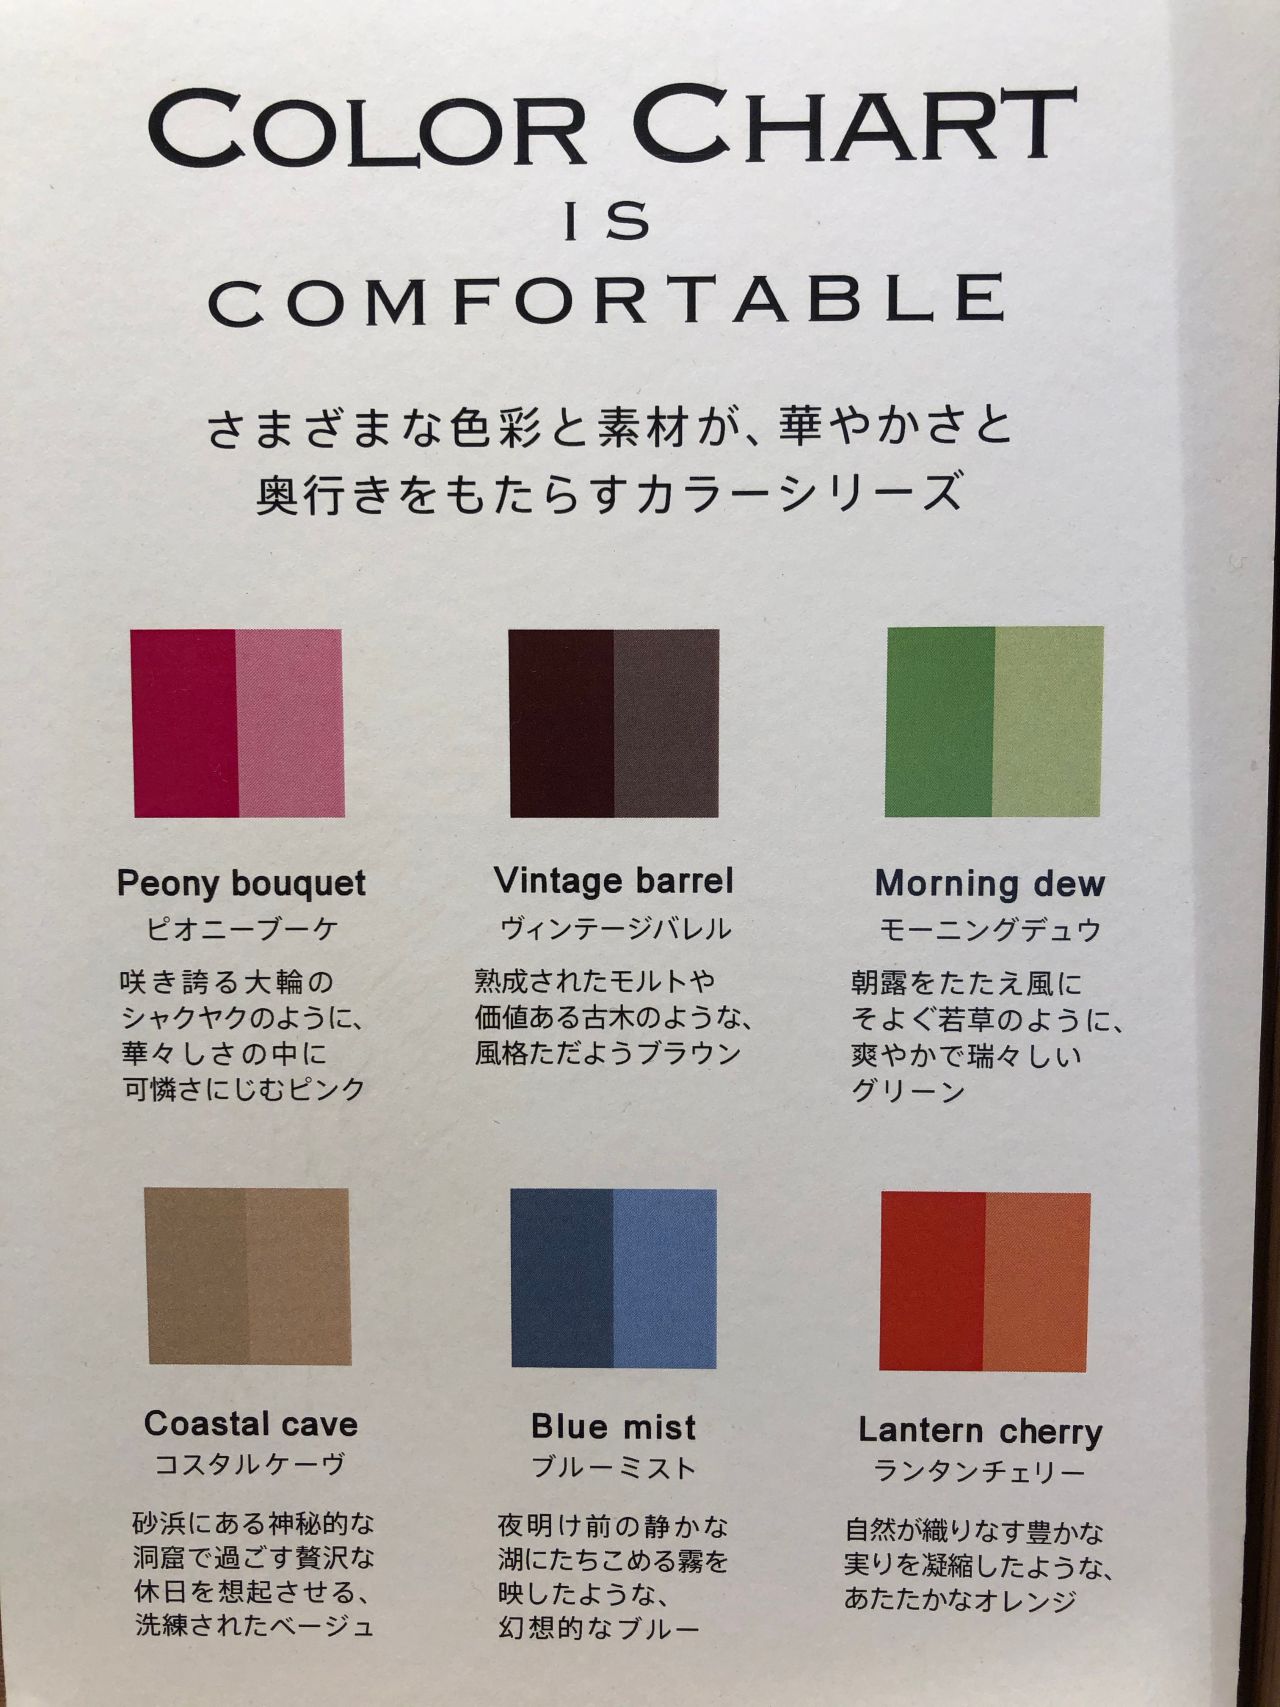 COLOR CHART
IS
COMFORTABLE
さまざまな色彩と素材が、華やかさと
奥行きをもたらすカラーシリーズ
Peony bouquet
ピオニーブーケ
咲き誇る大輪の
シャクヤクのように、
華々しさの中に
可憐さにじむピンク
Vintage barrel
ヴィンテージバレル
熟成されたモルトや
価値ある古木のような、
風格ただようブラウン
Morning dew
モーニングデュウ
朝露をたたえ風に
そよぐ若草のように、
爽やかで瑞々しい
グリーン
Coastal cave
コスタルケーヴ
砂浜にある神秘的な
洞窟で過ごす贅沢な
休日を想起させる、
洗練されたベージュ
Blue mist
ブルーミスト
夜明け前の静かな
湖にたちこめる霧を
映したような、
幻想的なブルー
Lantern cherry
ランタンチェリー
自然が織りなす豊かな
実りを凝縮したような、
あたたかなオレンジ